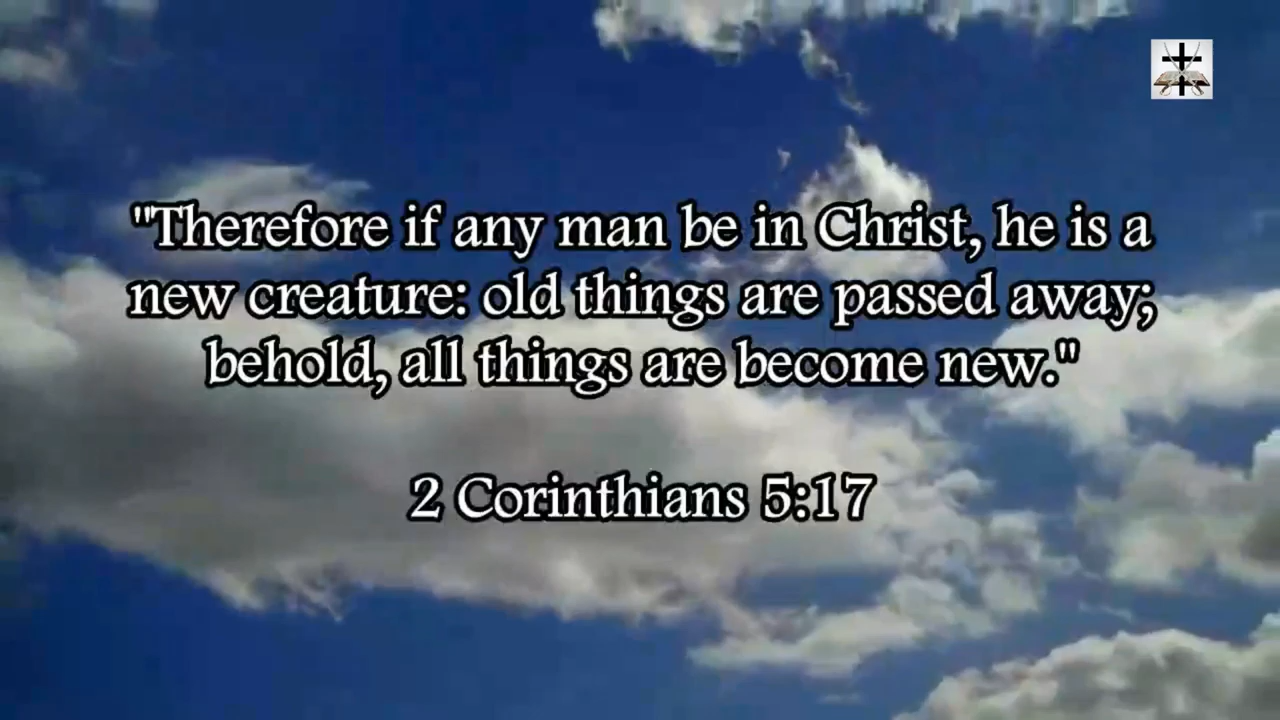 "Therefore if any man be in Christ, he is a
new creature: old things are passed away;
behold, all things are become new."
2 Corinthians 5:17